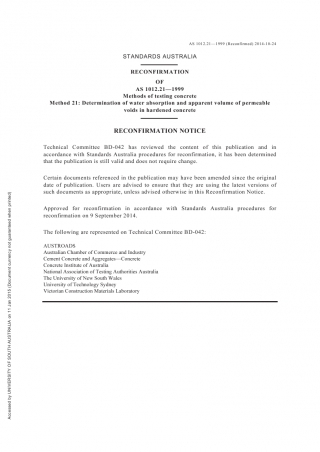 AS 1012.21—1999 (Reconfirmed) 2014-10-24
STANDARDS AUSTRALIA
RECONFIRMATION
OF
AS 1012.21—1999
Methods of testing concrete
Method 21: Determination of water absorption and apparent volume of permeable
voids in hardened concrete
RECONFIRMATION NOTICE
Technical Committee BD-042 has reviewed the content of this publication and in
accordance with Standards Australia procedures for reconfirmation, it has been determined
that the publication is still valid and does not require change.
Certain documents referenced in the publication may have been amended since the original
date of publication. Users are advised to ensure that they are using the latest versions of
such documents as appropriate, unless advised otherwise in this Reconfirmation Notice.
Approved for reconfirmation in accordance with Standards Australia procedures for
reconfirmation on 9 September 2014.
The following are represented on Technical Committee BD-042:
AUSTROADS
Australian Chamber of Commerce and Industry
Cement Concrete and Aggregates—Concrete
Concrete Institute of Australia
National Association of Testing Authorities Australia
The University of New South Wales
University of Technology Sydney
Victorian Construction Materials Laboratory
Accessed by UNIVERSITY OF SOUTH AUSTRALIA on 11 Jan 2015 (Document currency not guaranteed when printed)